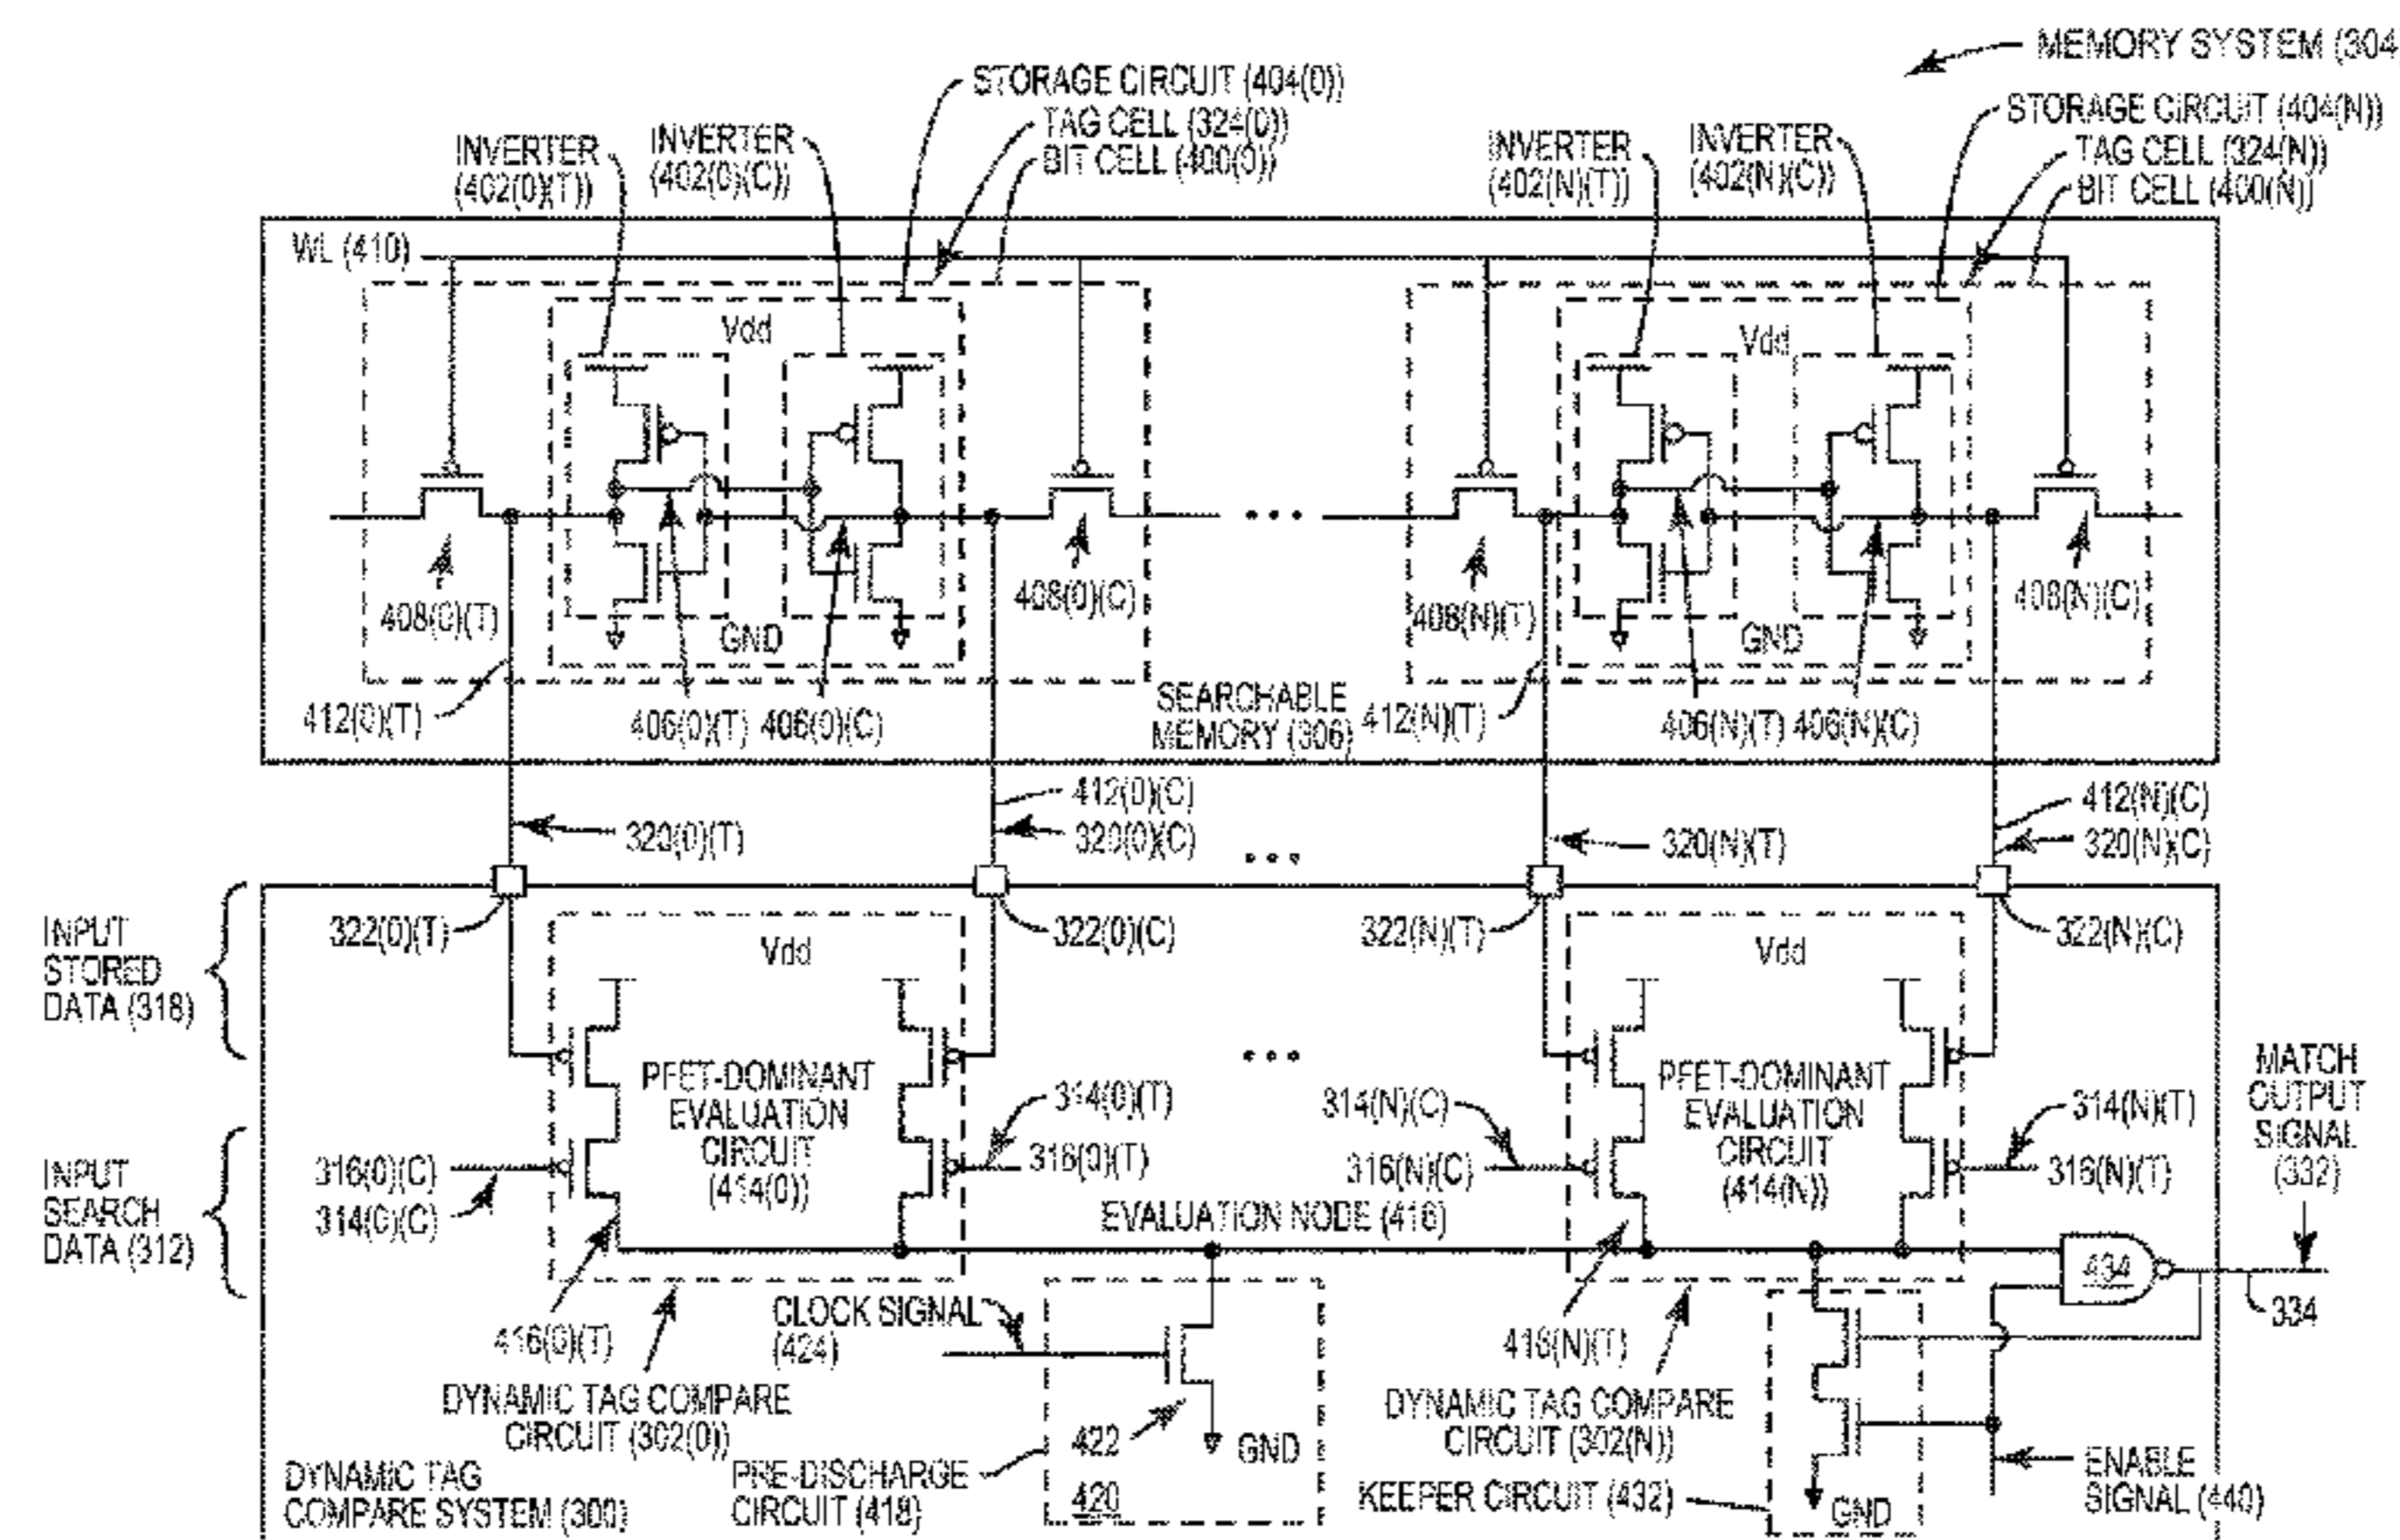 MEMORY SYSTEM (304
STORAGE CIRCUIT (404(0))
TAG CELL (324(0))
BIT CELL (400(0))
INVERTER
(402(0)(T))
INVERTER
(402(0)(C))
STORAGE CIRCUIT (404(N))
TAG CELL (324(N))
BIT CELL (400(N))
INVERTER
(402(N)(T))
INVERTER
(402(N)(C))
WL (410)
Vdd
Vdd
408(0)(T)
GND
408(0)(C)
408(N)(T)
GND
408(N)(C)
412(0)(T)
406(0)(T)
406(0)(C)
SEARCHABLE
MEMORY (306)
412(N)(T)
406(N)(T)
406(N)(C)
412(0)(C)
412(N)(C)
320(0)(T)
320(0)(C)
...
320(N)(T)
320(N)(C)
INPUT
STORED
DATA (318)
322(0)(T)
Vdd
322(0)(C)
322(N)(T)
Vdd
322(N)(C)
INPUT
SEARCH
DATA (312)
316(0)(C)
314(0)(C)
PFET-DOMINANT
EVALUATION
CIRCUIT
(414(0))
314(0)(T)
316(0)(T)
...
314(N)(C)
316(N)(C)
PFET-DOMINANT
EVALUATION
CIRCUIT
(414(N))
314(N)(T)
316(N)(T)
MATCH
OUTPUT
SIGNAL
(332)
EVALUATION NODE (416)
434
334
416(0)(T)
CLOCK SIGNAL
(424)
416(N)(T)
DYNAMIC TAG COMPARE
CIRCUIT (302(0))
DYNAMIC TAG COMPARE
CIRCUIT (302(N))
422
GND
420
DYNAMIC TAG
COMPARE SYSTEM (300)
PRE-DISCHARGE
CIRCUIT (418)
KEEPER CIRCUIT (432)
GND
ENABLE
SIGNAL (440)